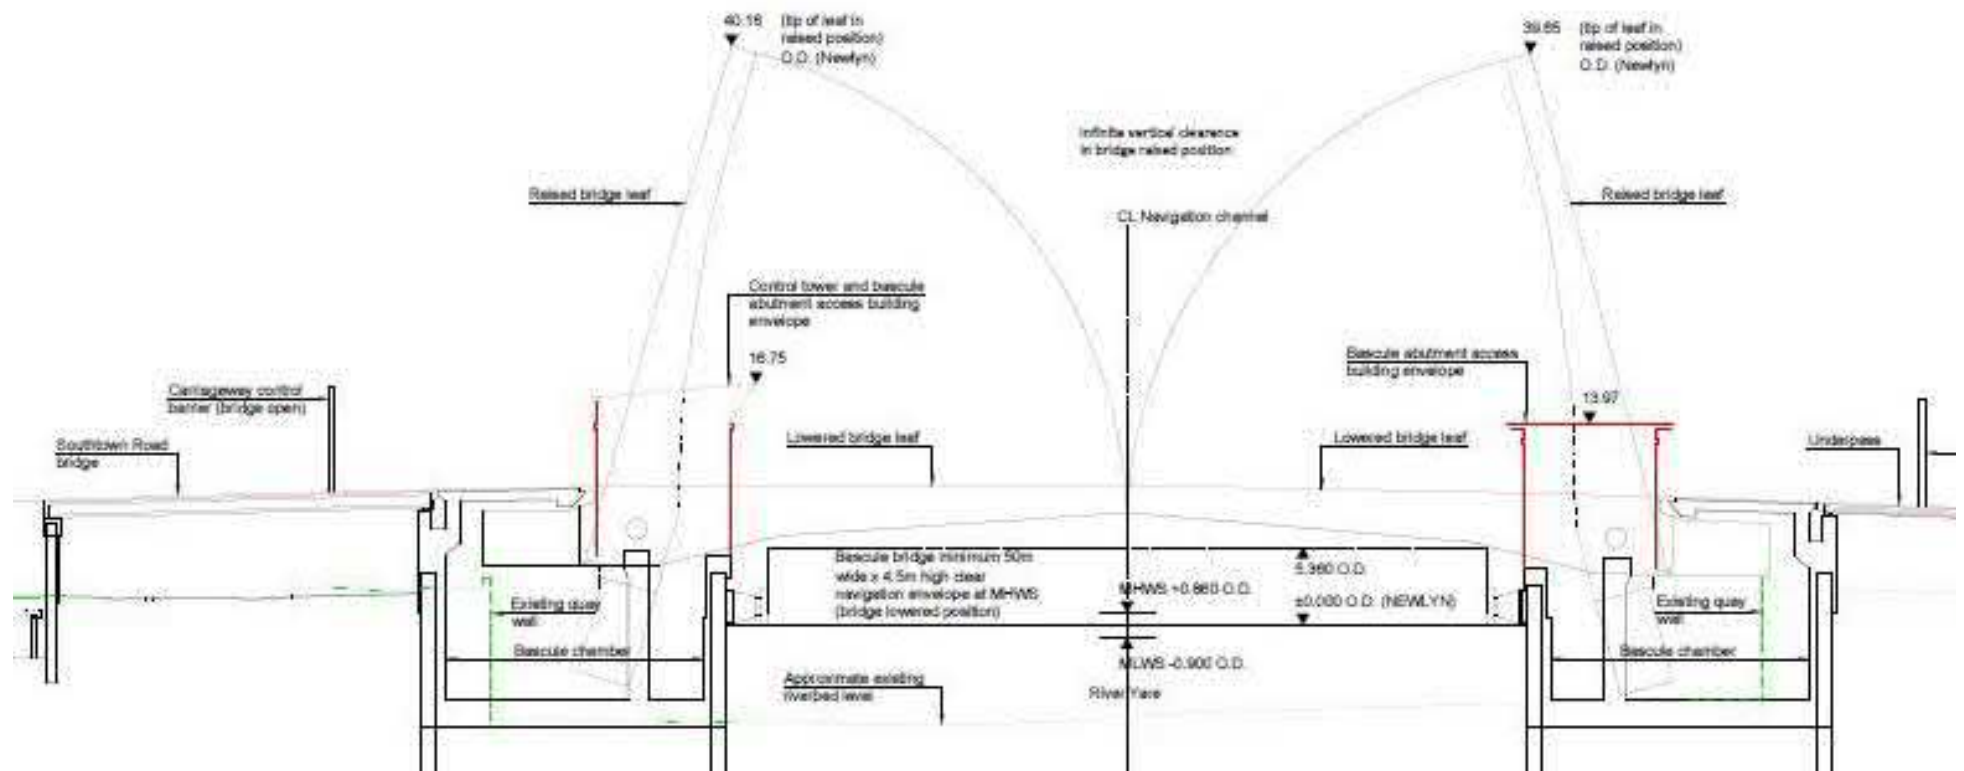 40.16
(tip of leaf in
raised position)
O.D. (Newlyn)
39.65
(tip of leaf in
raised position)
O.D. (Newlyn)
Infinite vertical clearance
in bridge raised position
Raised bridge leaf
Raised bridge leaf
CL Navigation channel
Control tower and bascule
abutment access building
envelope
16.75
Bascule abutment access
building envelope
13.97
Carriageway control
barrier (bridge open)
Southtown Road
bridge
Lowered bridge leaf
Lowered bridge leaf
Underpass
Bascule bridge minimum 50m
wide x 4.5m high clear
navigation envelope at MHWS
(bridge lowered position)
5.360 O.D.
MHWS +0.860 O.D.
±0.000 O.D. (NEWLYN)
Existing quay
wall
Existing quay
wall
Bascule chamber
Bascule chamber
MLWS -0.900 O.D.
Approximate existing
riverbed level
River Yare